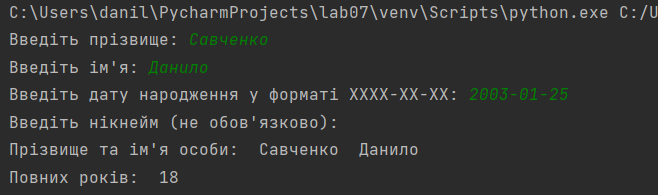 C:\Users\danil\PycharmProjects\lab07\venv\Scripts\python.exe C:/U
Введіть прізвище: Савченко
Введіть ім'я: Данило
Введіть дату народження у форматі XXXX-XX-XX: 2003-01-25
Введіть нікнейм (не обов'язково):
Прізвище та ім'я особи:  Савченко  Данило
Повних років:  18